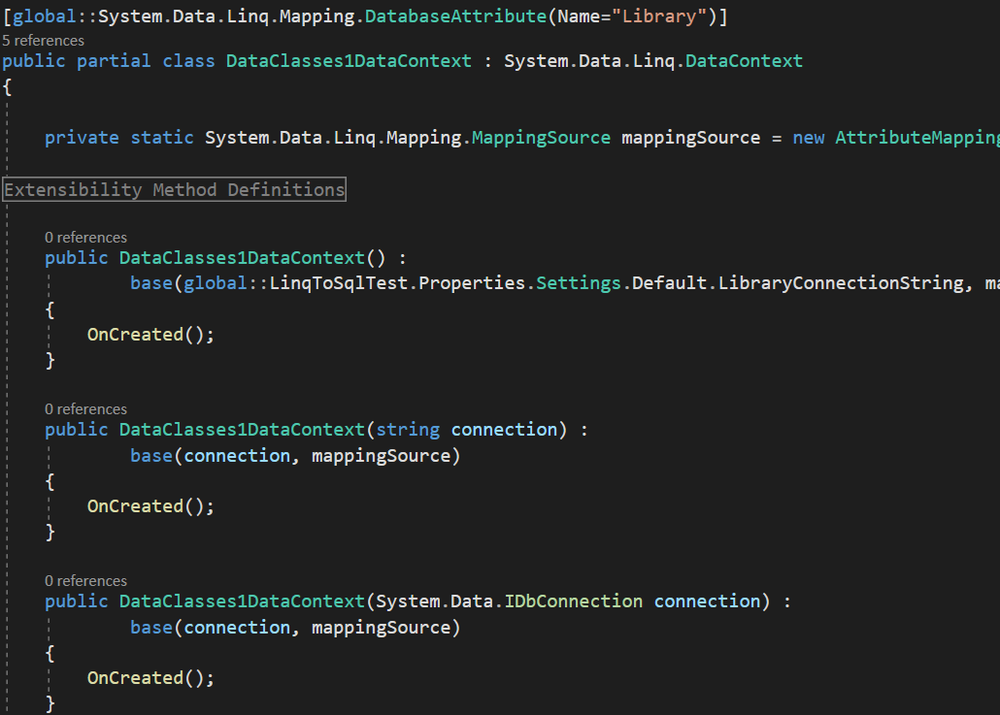 [global::System.Data.Linq.Mapping.DatabaseAttribute(Name="Library")]
5 references
public partial class DataClasses1DataContext : System.Data.Linq.DataContext
{
private static System.Data.Linq.Mapping.MappingSource mappingSource = new AttributeMapping
Extensibility Method Definitions
0 references
public DataClasses1DataContext() :
base(global::LinqToSqlTest.Properties.Settings.Default.LibraryConnectionString, ma
{
OnCreated();
}
0 references
public DataClasses1DataContext(string connection) :
base(connection, mappingSource)
{
OnCreated();
}
0 references
public DataClasses1DataContext(System.Data.IDbConnection connection) :
base(connection, mappingSource)
{
OnCreated();
}